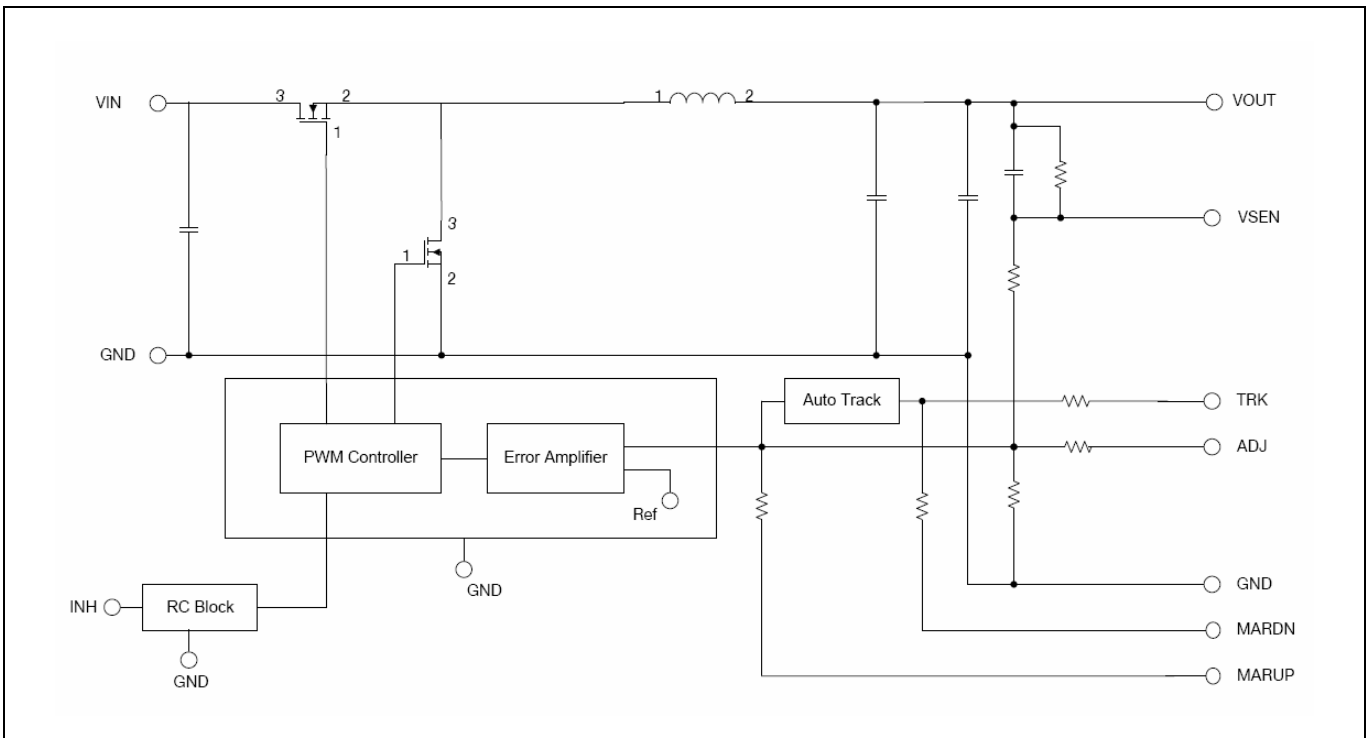 VIN
3
2
1
1
2
VOUT
3
1
2
VSEN
GND
Auto Track
TRK
PWM Controller
Error Amplifier
ADJ
Ref
GND
GND
INH
RC Block
MARDN
GND
MARUP